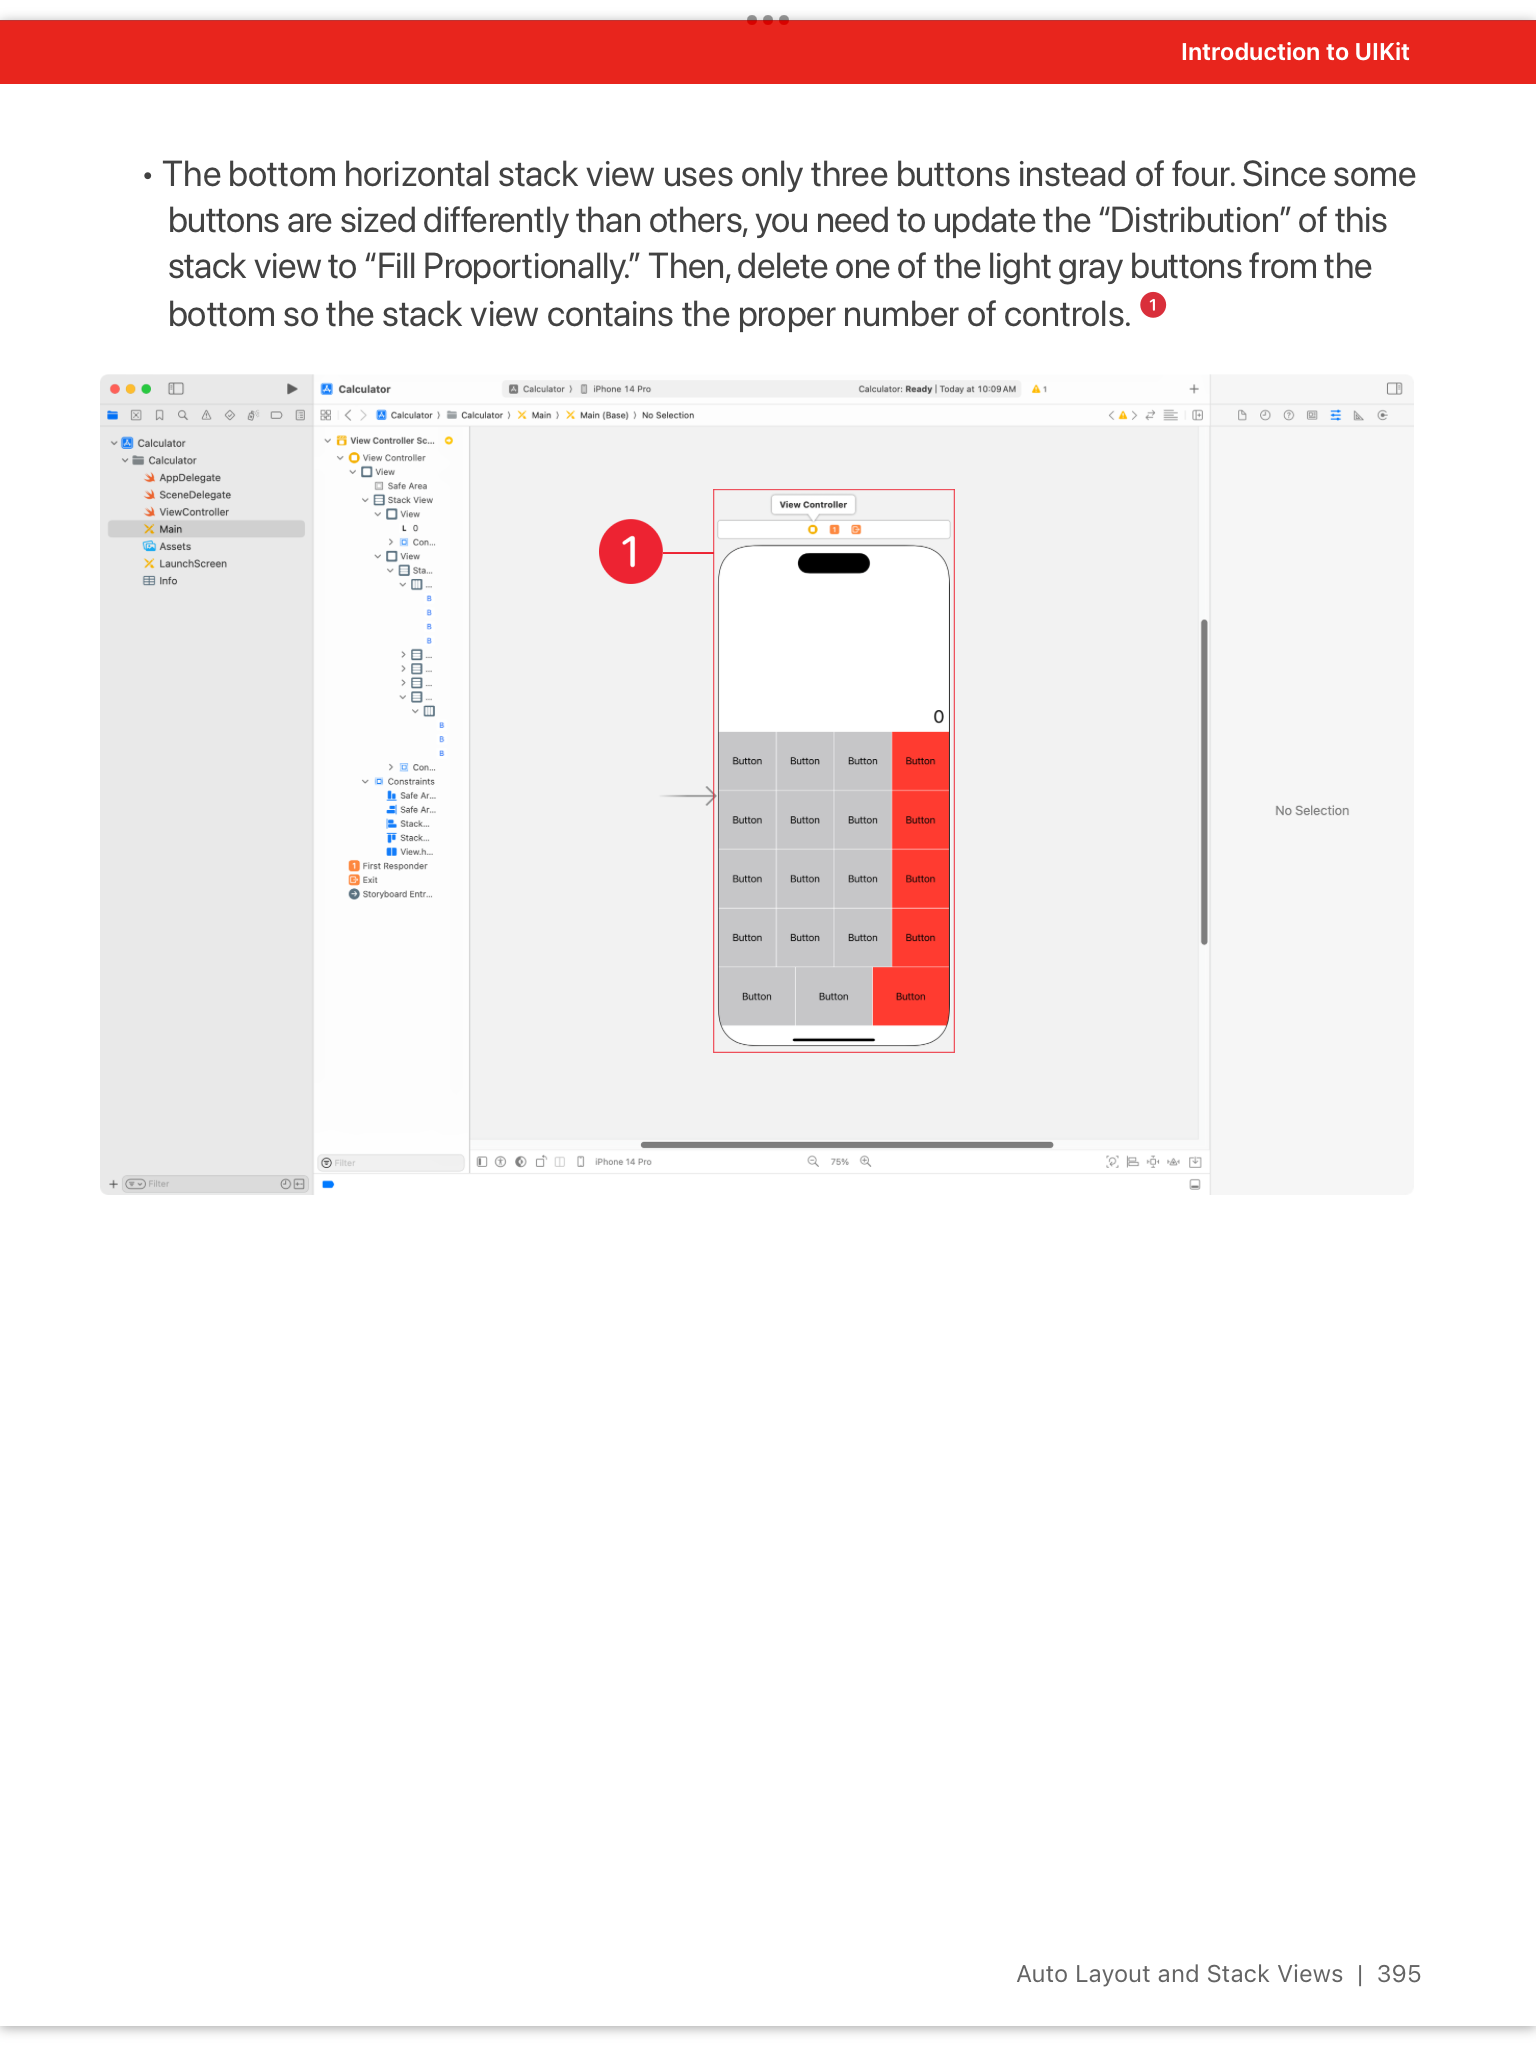 Introduction to UIKit
• The bottom horizontal stack view uses only three buttons instead of four. Since some
buttons are sized differently than others, you need to update the “Distribution” of this
stack view to “Fill Proportionally.” Then, delete one of the light gray buttons from the
bottom so the stack view contains the proper number of controls. 1
Calculator
Calculator ⟩ iPhone 14 Pro
Calculator: Ready | Today at 10:09 AM
1
Calculator ⟩ Calculator ⟩ Main ⟩ Main (Base) ⟩ No Selection
Calculator
Calculator
AppDelegate
SceneDelegate
ViewController
Main
Assets
LaunchScreen
Info
Filter
View Controller Sc...
View Controller
View
Safe Area
Stack View
View
L 0
Con...
View
Sta...
...
B
B
B
B
...
...
...
...
B
B
B
Con...
Constraints
Safe Ar...
Safe Ar...
Stack...
Stack...
View.h...
1 First Responder
Exit
Storyboard Entr...
Filter
1
View Controller
1
0
Button Button Button Button
Button Button Button Button
Button Button Button Button
Button Button Button Button
Button Button Button
iPhone 14 Pro
75%
No Selection
Auto Layout and Stack Views | 395